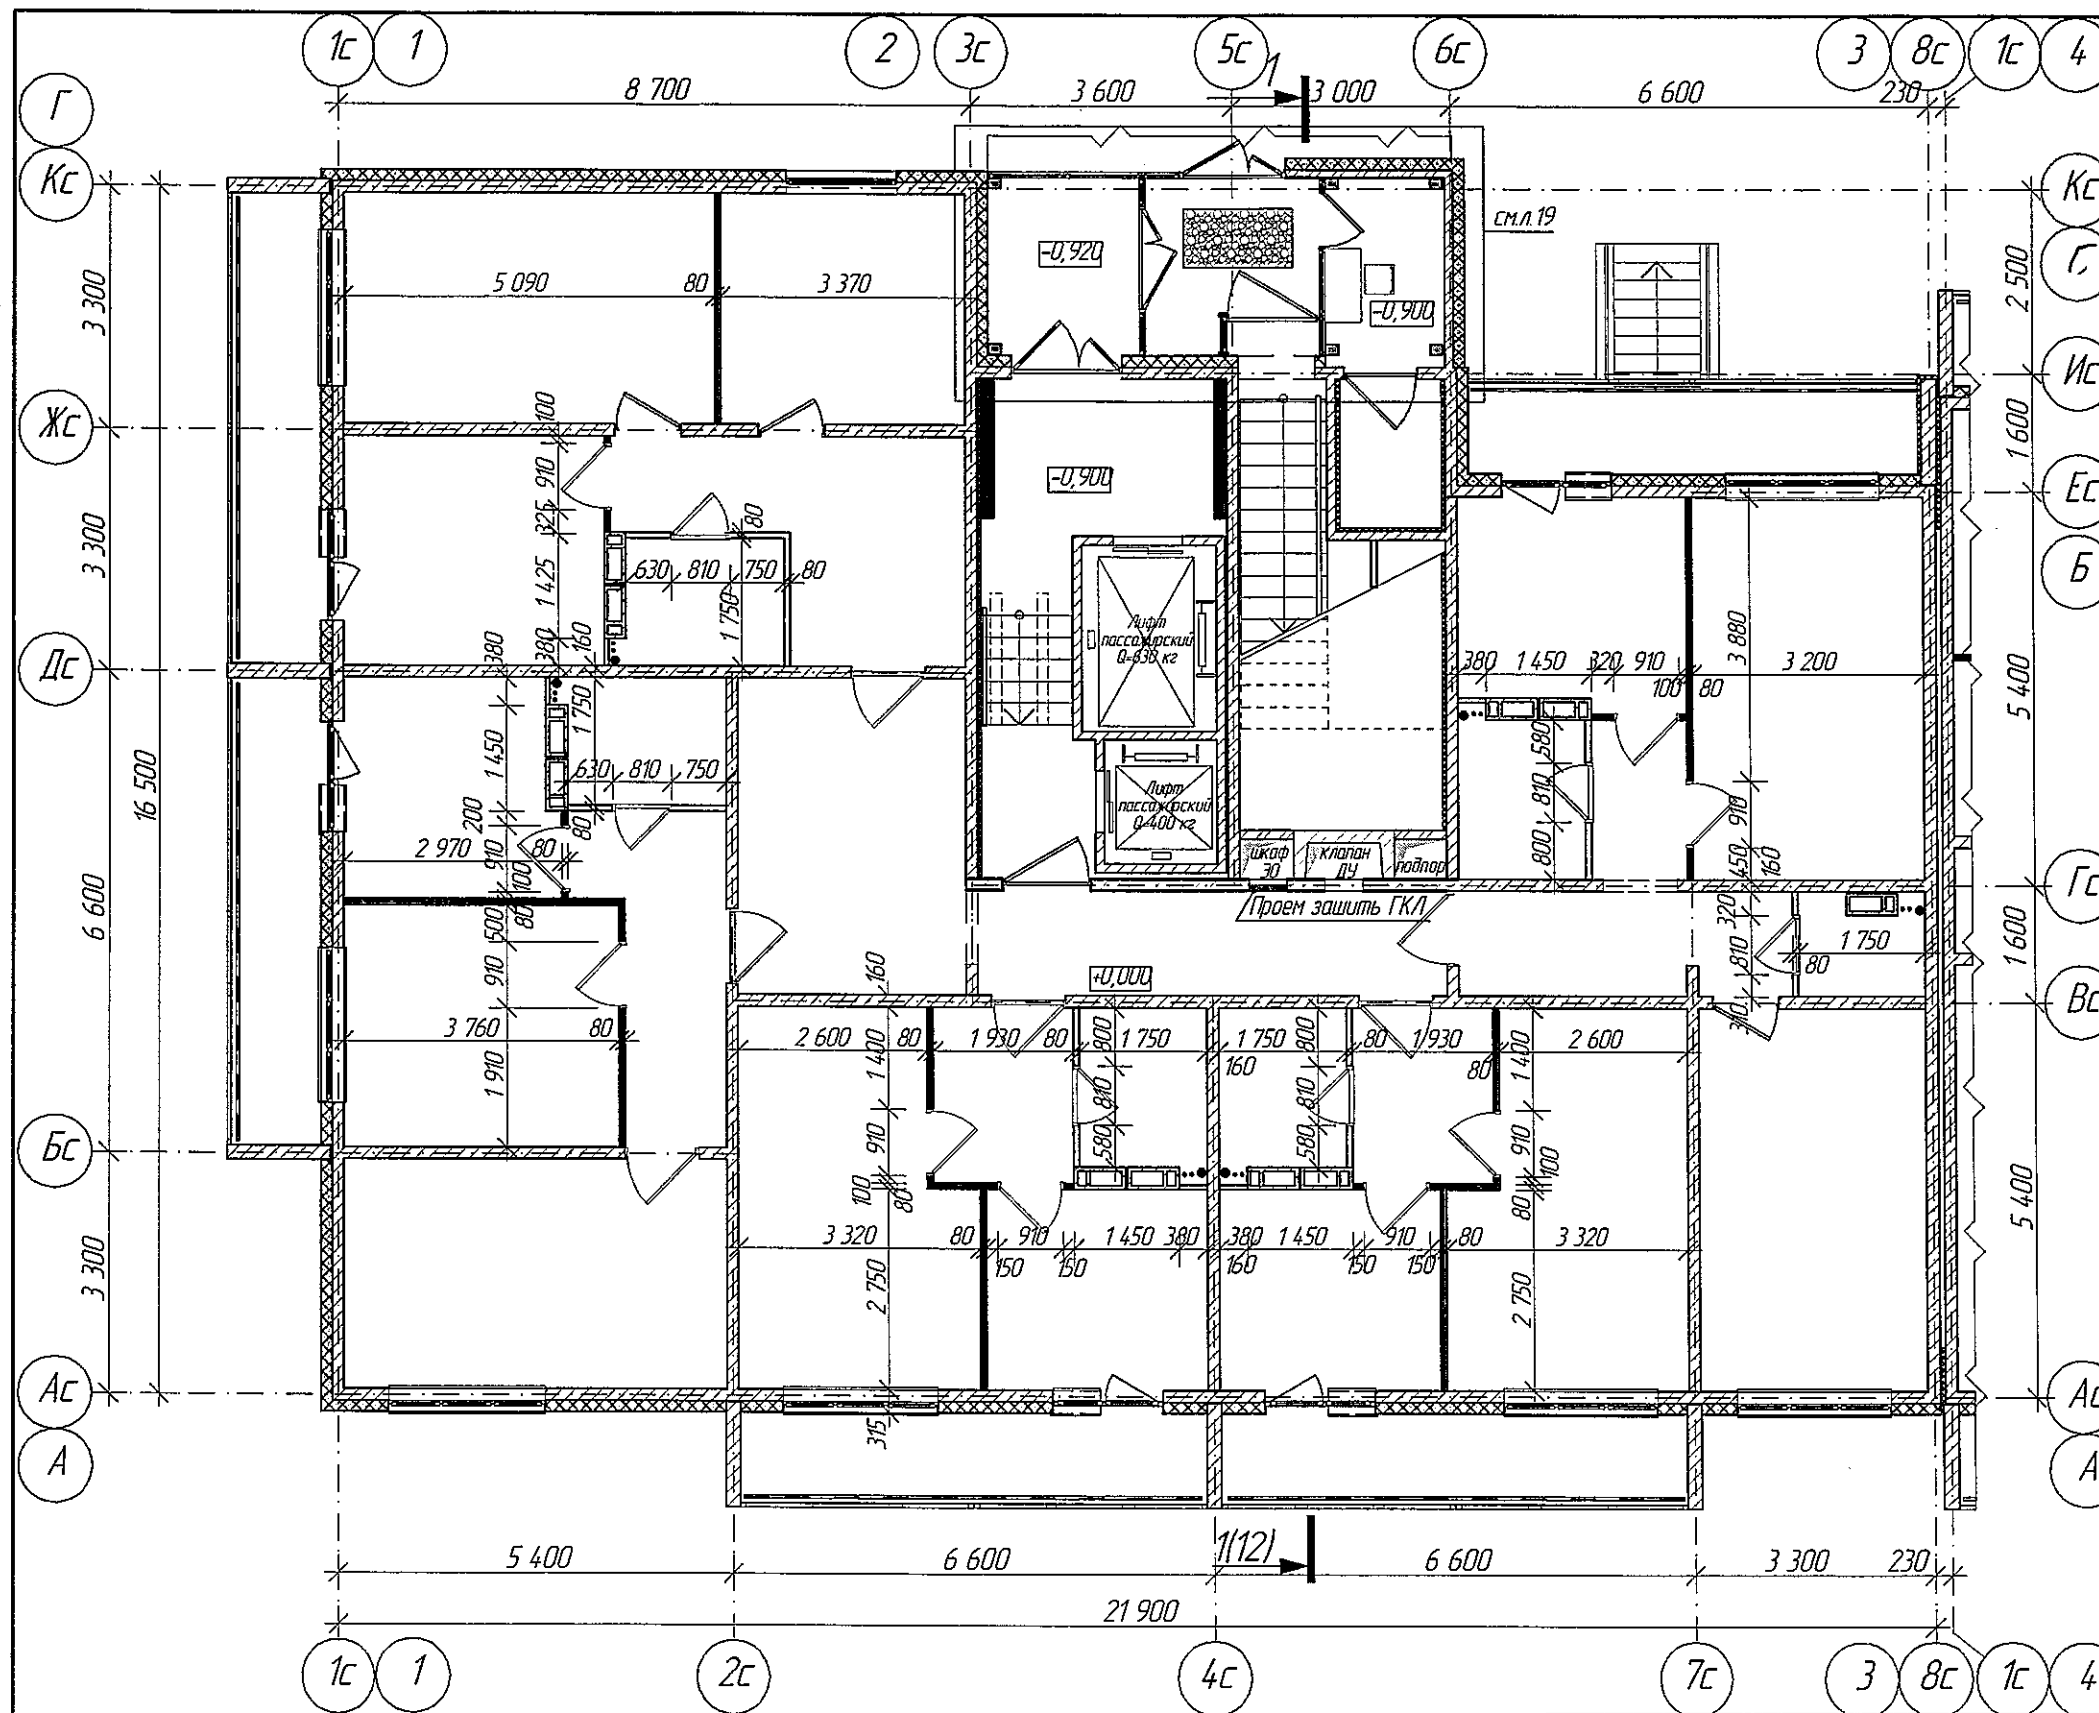 1с 1 2 3с 5с 6с 3 8с 1с 4
8 700 3 600 1 3 000 6 600 230
Г
Кс Кс
см.л.19
Г,
-0,920
5 090 80 3 370
-0,900
3 300 2 500
Ис
Жс
100
910
325
1 425
380
-0,900
1 600
Ес
80
630 810 750 80
1 750
160
3 300
Б
Лифт
пассажирский
Q=630 кг
Дс
380
1 450
200
910
100
1 750
630 810 750
80
2 970 80
16 500
380 1 450 320 910 3 880 3 200
100 80
5 400
580
810
800
910
450
160
Лифт
пассажирский
Q=400 кг
шкаф
ЭО
клапан
ДУ
подпор
Гс
Проем зашить ГКЛ
6 600
500
80
910
1 910
160
+0,000
320
810
310
1 750
80
1 600
Вс
3 760 80
2 600 80 1 930 80 1 750 1 750 80 1 930 2 600
160 80
1 400 800 800 1 400
810 810
910 580 580 910
100 80 80 100
Бс
5 400
3 320 80 910 1 450 380 380 1 450 910 80 3 320
150 150 160 150 150
2 750 2 750
3 300
Ас Ас
315
А А
5 400 6 600 1(12) 6 600 3 300 230
21 900
1с 1 2с 4с 7с 3 8с 1с 4